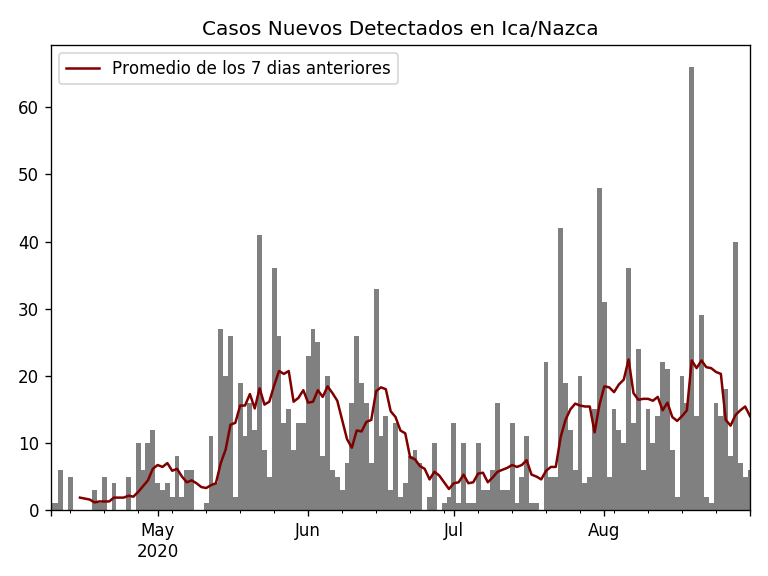 Casos Nuevos Detectados en Ica/Nazca
Promedio de los 7 dias anteriores
60
50
40
30
20
10
0
May
2020
Jun
Jul
Aug